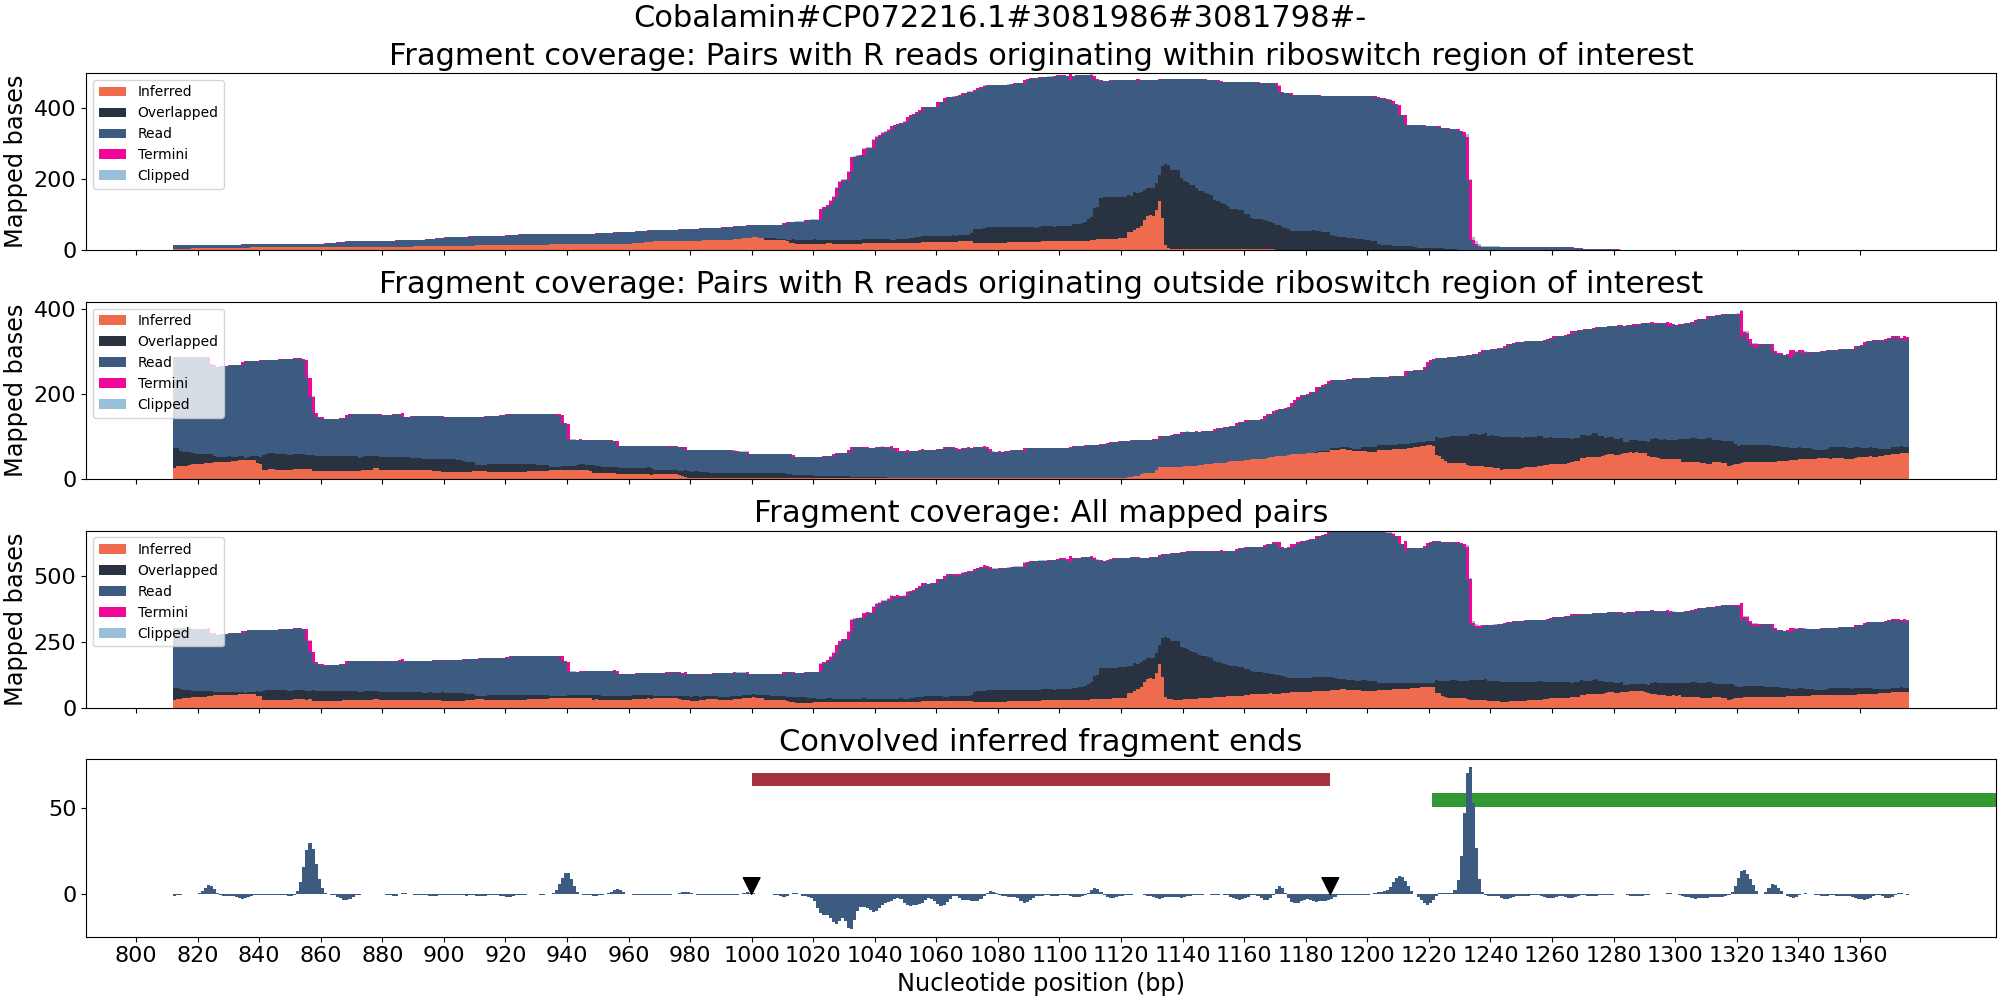 Cobalamin#CP072216.1#3081986#3081798#-
Fragment coverage: Pairs with R reads originating within riboswitch region of interest
Mapped bases
400
200
0
Inferred
Overlapped
Read
Termini
Clipped
Fragment coverage: Pairs with R reads originating outside riboswitch region of interest
Mapped bases
400
200
0
Inferred
Overlapped
Read
Termini
Clipped
Fragment coverage: All mapped pairs
Mapped bases
500
250
0
Inferred
Overlapped
Read
Termini
Clipped
Convolved inferred fragment ends
50
0
800 820 840 860 880 900 920 940 960 980 1000 1020 1040 1060 1080 1100 1120 1140 1160 1180 1200 1220 1240 1260 1280 1300 1320 1340 1360
Nucleotide position (bp)